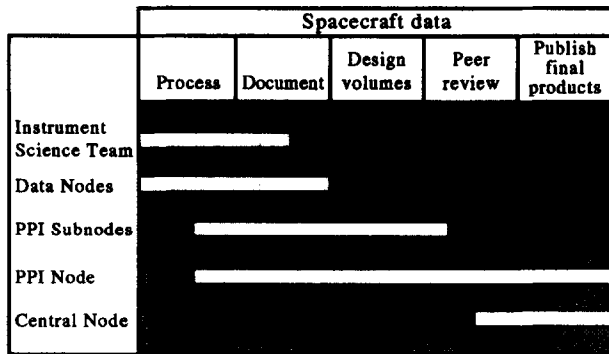 Spacecraft data
Process
Document
Design
volumes
Peer
review
Publish
final
products
Instrument
Science Team
Data Nodes
PPI Subnodes
PPI Node
Central Node